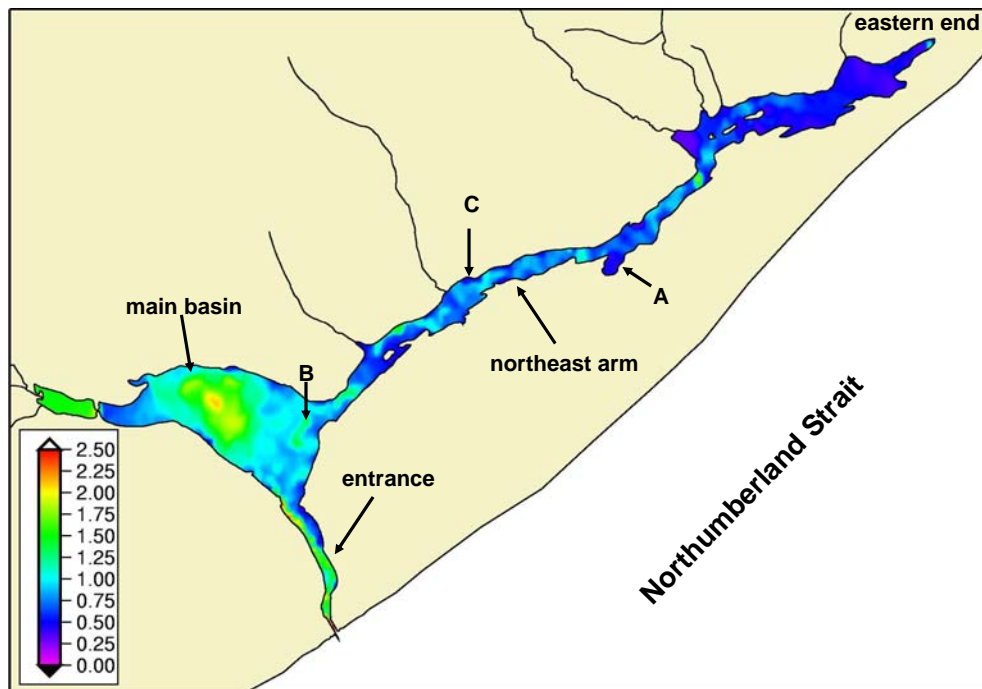 eastern end
C
A
main basin
northeast arm
B
entrance
Northumberland Strait
2.50
2.25
2.00
1.75
1.50
1.25
1.00
0.75
0.50
0.25
0.00